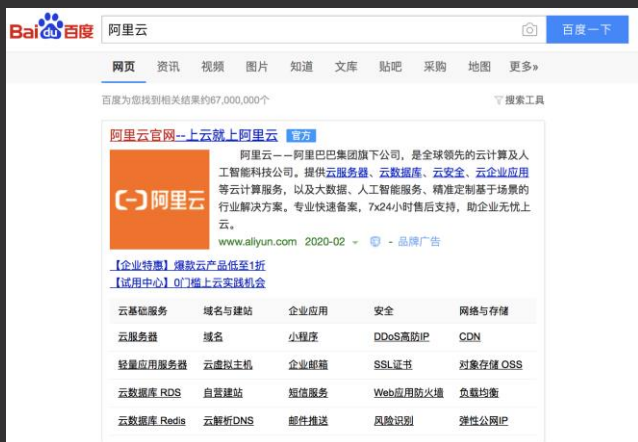 Bai du 百度
阿里云
百度一下
网页 资讯 视频 图片 知道 文库 贴吧 采购 地图 更多»
百度为您找到相关结果约67,000,000个
搜索工具
阿里云官网--上云就上阿里云 官方
阿里云
阿里云——阿里巴巴集团旗下公司，是全球领先的云计算及人
工智能科技公司。提供云服务器、云数据库、云安全、云企业应用
等云计算服务，以及大数据、人工智能服务、精准定制基于场景的
行业解决方案。专业快速备案，7x24小时售后支持，助企业无忧上
云。
www.aliyun.com 2020-02 - 品牌广告
【企业特惠】爆款云产品低至1折
【试用中心】0门槛上云实践机会
云基础服务 域名与建站 企业应用 安全 网络与存储
云服务器 域名 小程序 DDoS高防IP CDN
轻量应用服务器 云虚拟主机 企业邮箱 SSL证书 对象存储 OSS
云数据库 RDS 自营建站 短信服务 Web应用防火墙 负载均衡
云数据库 Redis 云解析DNS 邮件推送 风险识别 弹性公网IP